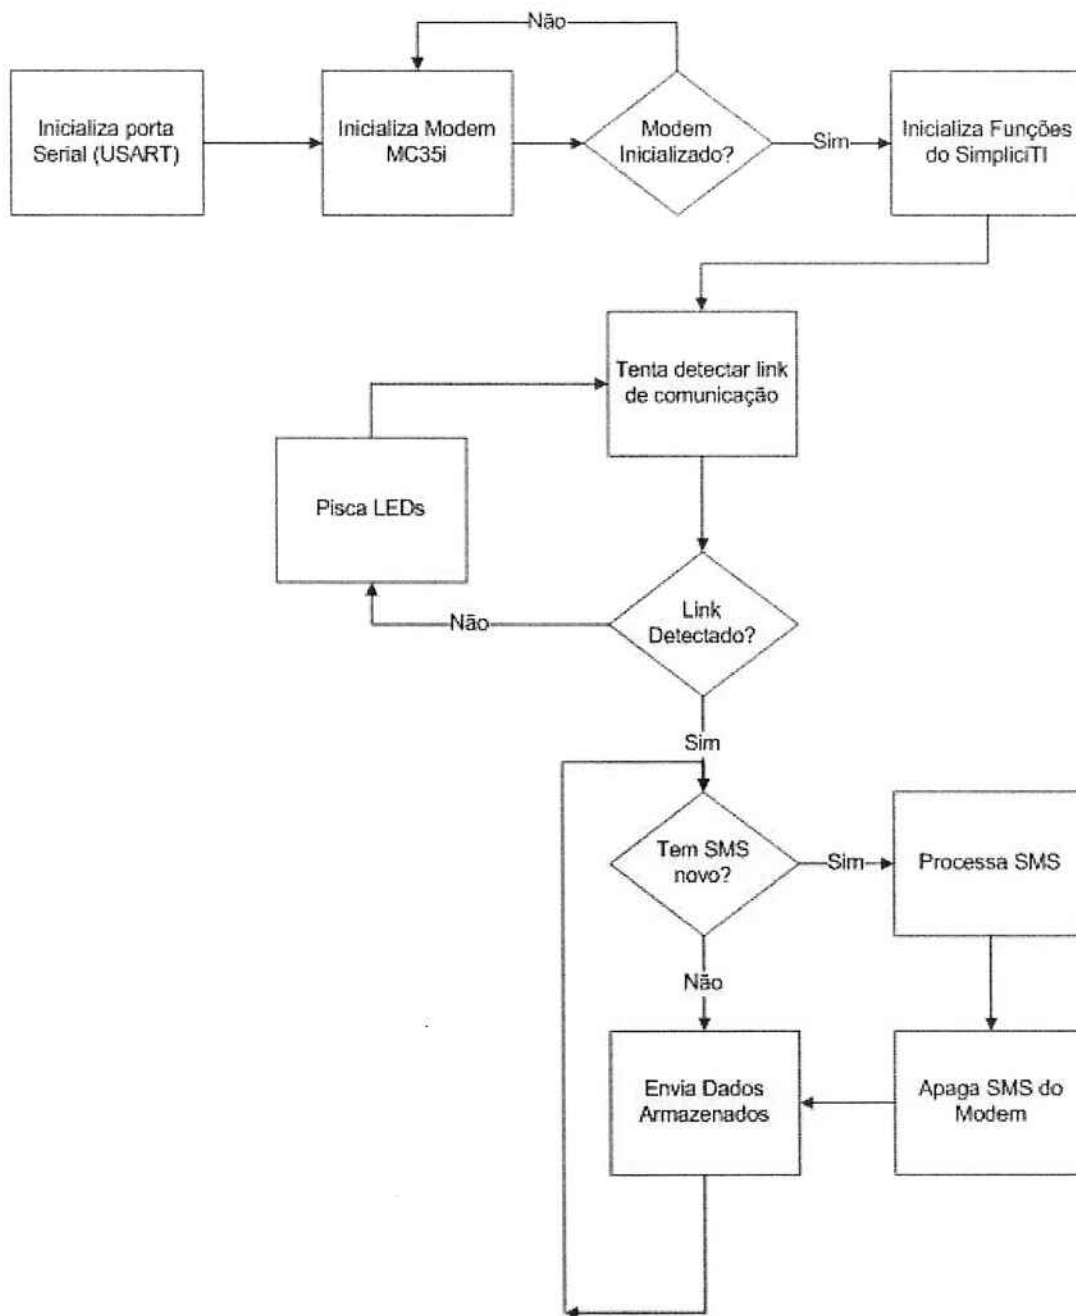 Não
Inicializa porta
Serial (USART)
Inicializa Modem
MC35i
Modem
Inicializado?
Sim
Inicializa Funções
do SimpliciTI
Tenta detectar link
de comunicação
Pisca LEDs
Não
Link
Detectado?
Sim
Tem SMS
novo?
Sim
Processa SMS
Não
Envia Dados
Armazenados
Apaga SMS do
Modem